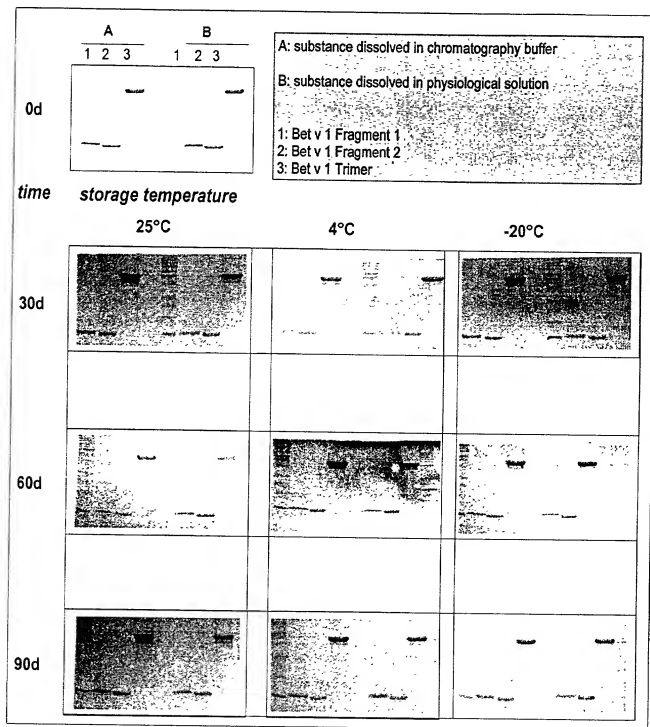 A B
1 2 3 1 2 3
A: substance dissolved in chromatography buffer
B: substance dissolved in physiological solution
1: Bet v 1 Fragment 1
2: Bet v 1 Fragment 2
3: Bet v 1 Trimer
0d
time storage temperature
25°C 4°C -20°C
30d
60d
90d